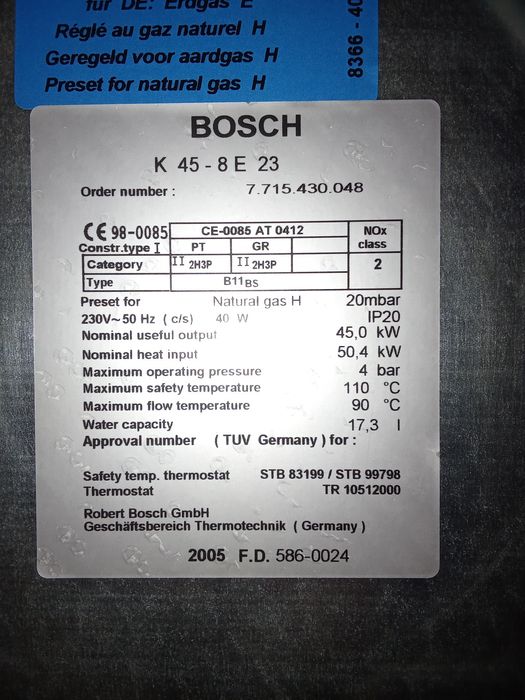 für DE: Erdgas E
Réglé au gaz naturel H
Geregeld voor aardgas H
Preset for natural gas H
8366 - 40
BOSCH
K 45 - 8 E 23
Order number : 7.715.430.048
CE 98-0085 CE-0085 AT 0412 NOx class
Constr.type I PT GR
Category II 2H3P II 2H3P 2
Type B11BS
Preset for Natural gas H 20mbar
230V~50 Hz ( c/s) 40 W IP20
Nominal useful output 45,0 kW
Nominal heat input 50,4 kW
Maximum operating pressure 4 bar
Maximum safety temperature 110 °C
Maximum flow temperature 90 °C
Water capacity 17,3 l
Approval number ( TUV Germany ) for :
Safety temp. thermostat STB 83199 / STB 99798
Thermostat TR 10512000
Robert Bosch GmbH
Geschäftsbereich Thermotechnik ( Germany )
2005 F.D. 586-0024